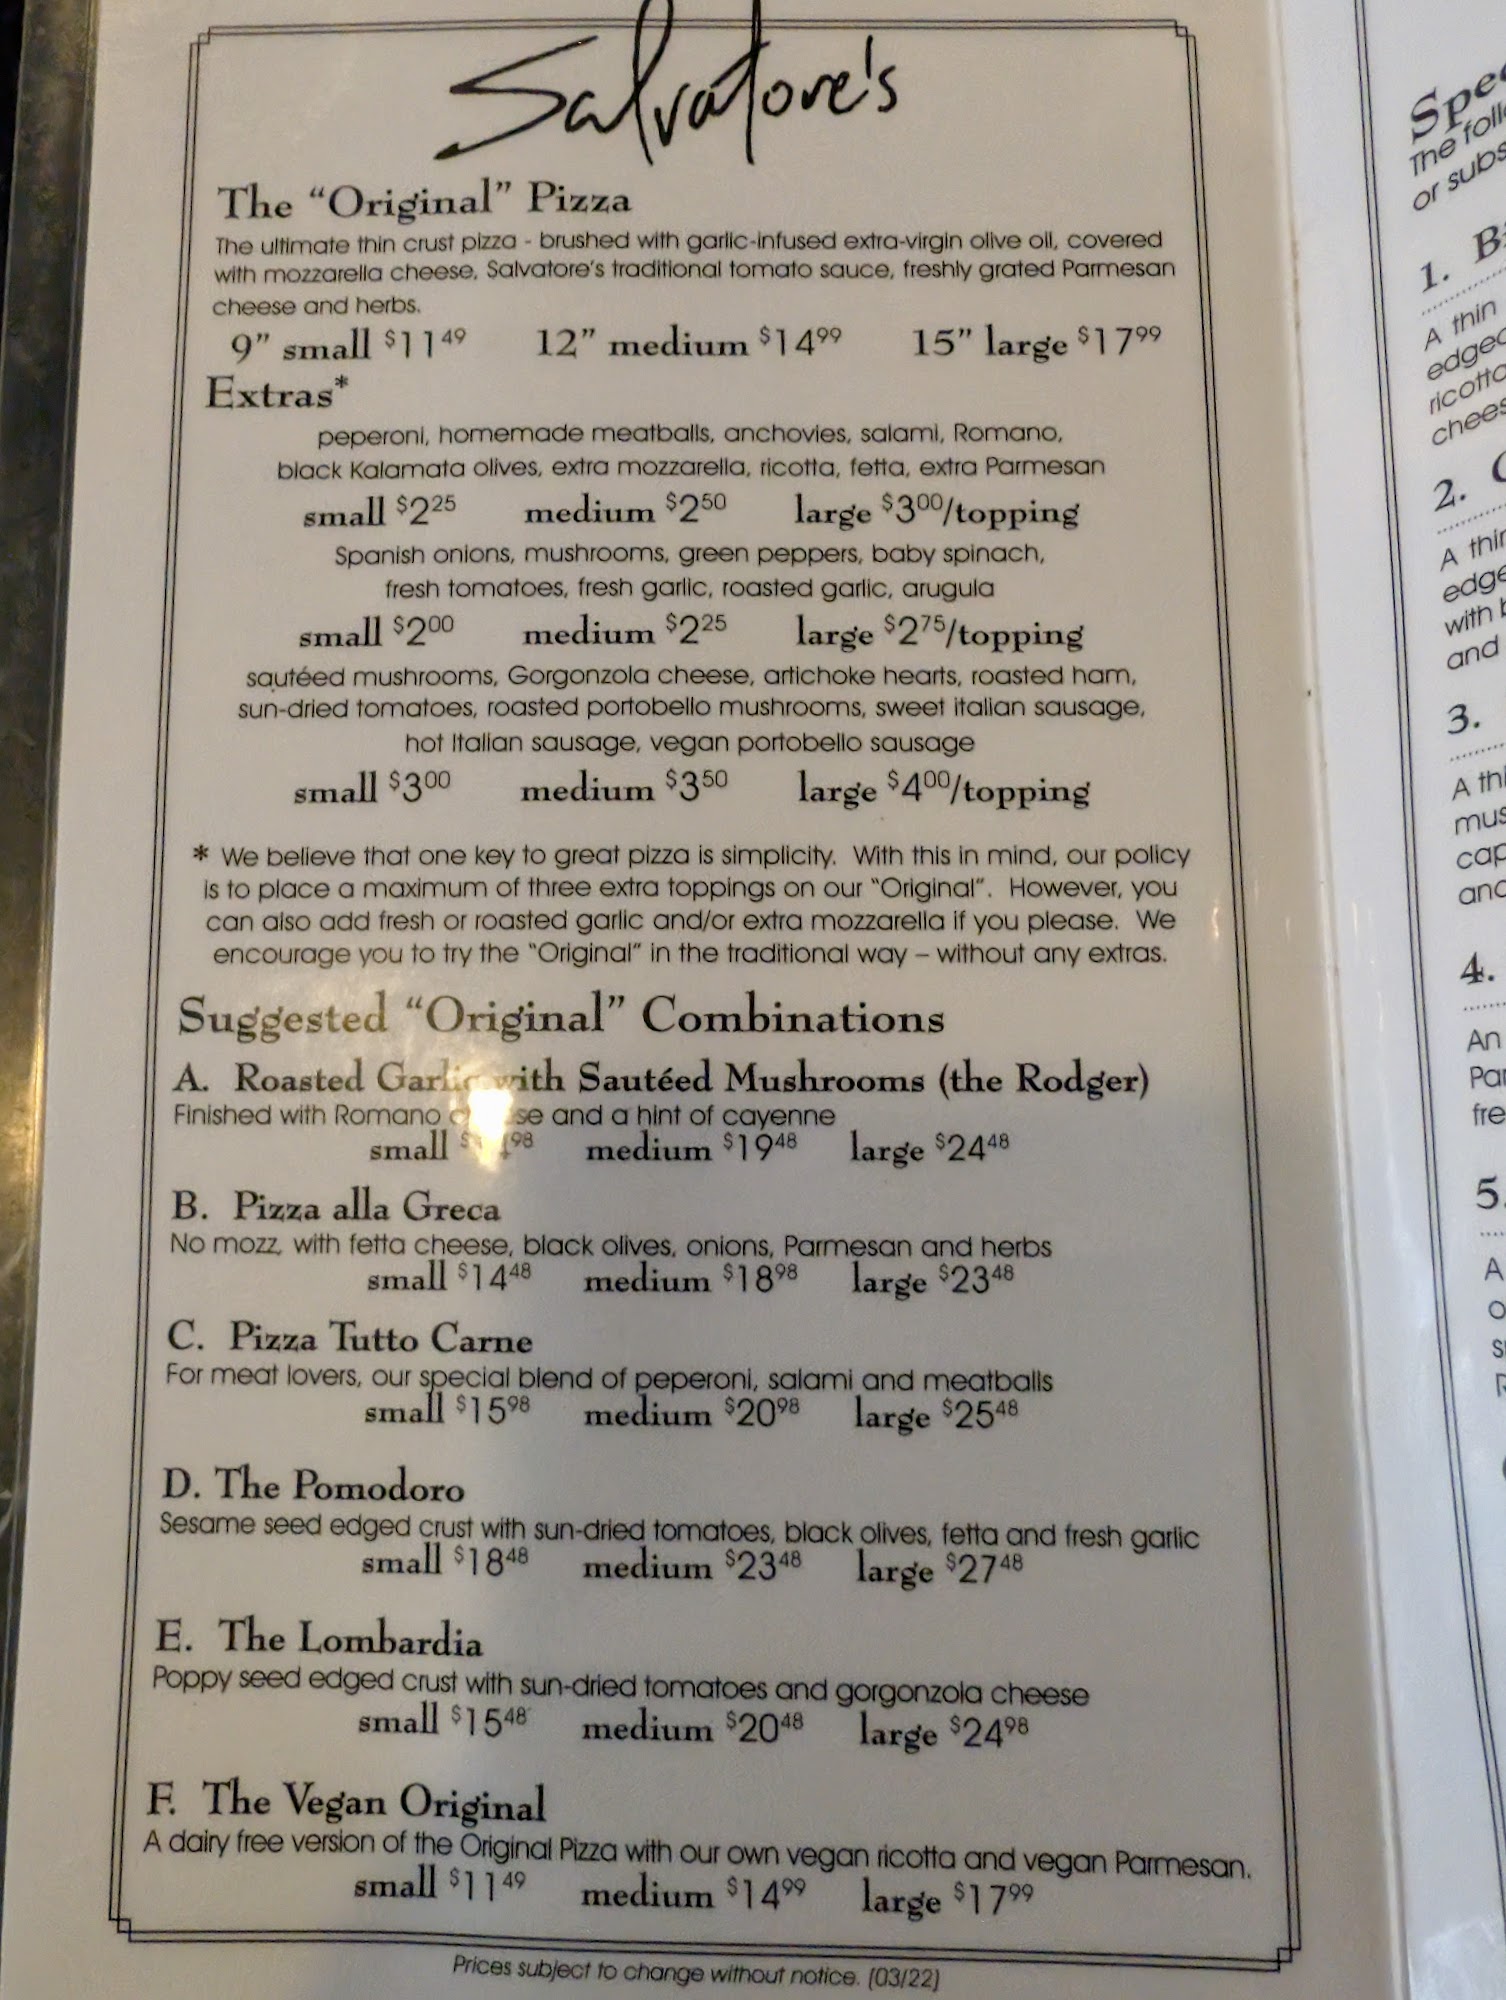 Salvatore's
The "Original" Pizza
The ultimate thin crust pizza - brushed with garlic-infused extra-virgin olive oil, covered
with mozzarella cheese, Salvatore's traditional tomato sauce, freshly grated Parmesan
cheese and herbs.
9" small $11 49 12" medium $14 99 15" large $17 99
Extras*
peperoni, homemade meatballs, anchovies, salami, Romano,
black Kalamata olives, extra mozzarella, ricotta, fetta, extra Parmesan
small $2 25 medium $2 50 large $3 00/topping
Spanish onions, mushrooms, green peppers, baby spinach,
fresh tomatoes, fresh garlic, roasted garlic, arugula
small $2 00 medium $2 25 large $2 75/topping
sautéed mushrooms, Gorgonzola cheese, artichoke hearts, roasted ham,
sun-dried tomatoes, roasted portobello mushrooms, sweet italian sausage,
hot Italian sausage, vegan portobello sausage
small $3 00 medium $3 50 large $4 00/topping
* We believe that one key to great pizza is simplicity. With this in mind, our policy
is to place a maximum of three extra toppings on our "Original". However, you
can also add fresh or roasted garlic and/or extra mozzarella if you please. We
encourage you to try the "Original" in the traditional way – without any extras.
Suggested "Original" Combinations
A. Roasted Garlic with Sautéed Mushrooms (the Rodger)
Finished with Romano and a hint of cayenne
small medium $19 48 large $24 48
B. Pizza alla Greca
No mozz, with fetta cheese, black olives, onions, Parmesan and herbs
small $14 48 medium $18 98 large $23 48
C. Pizza Tutto Carne
For meat lovers, our special blend of peperoni, salami and meatballs
small $15 98 medium $20 98 large $25 48
D. The Pomodoro
Sesame seed edged crust with sun-dried tomatoes, black olives, fetta and fresh garlic
small $18 48 medium $23 48 large $27 48
E. The Lombardia
Poppy seed edged crust with sun-dried tomatoes and gorgonzola cheese
small $15 48 medium $20 48 large $24 98
F. The Vegan Original
A dairy free version of the Original Pizza with our own vegan ricotta and vegan Parmesan.
small $11 49 medium $14 99 large $17 99
Prices subject to change without notice. (03/22)
The
or
1.
A thin
2.
A
with
and
3.
A
4.
An
5.
A